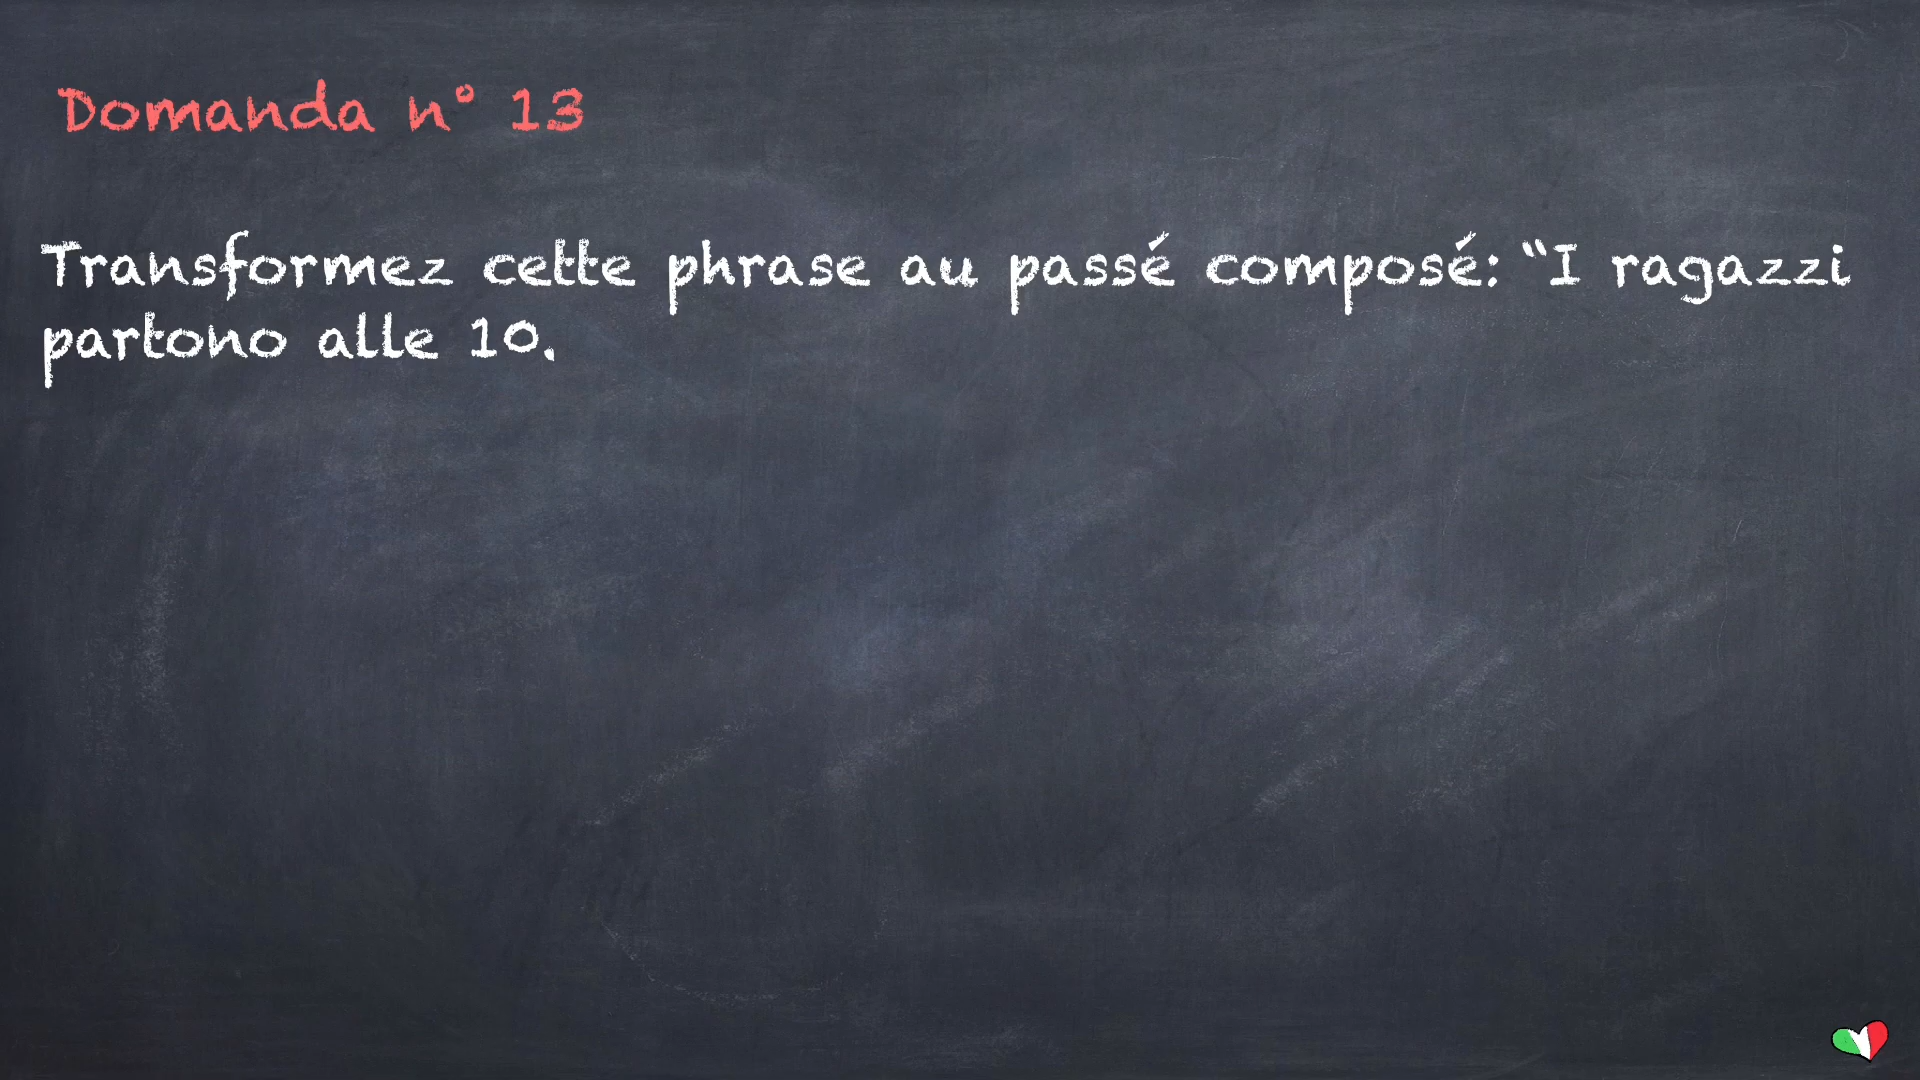 Domanda n° 13
Transformez cette phrase au passé composé: “I ragazzi
partono alle 10.